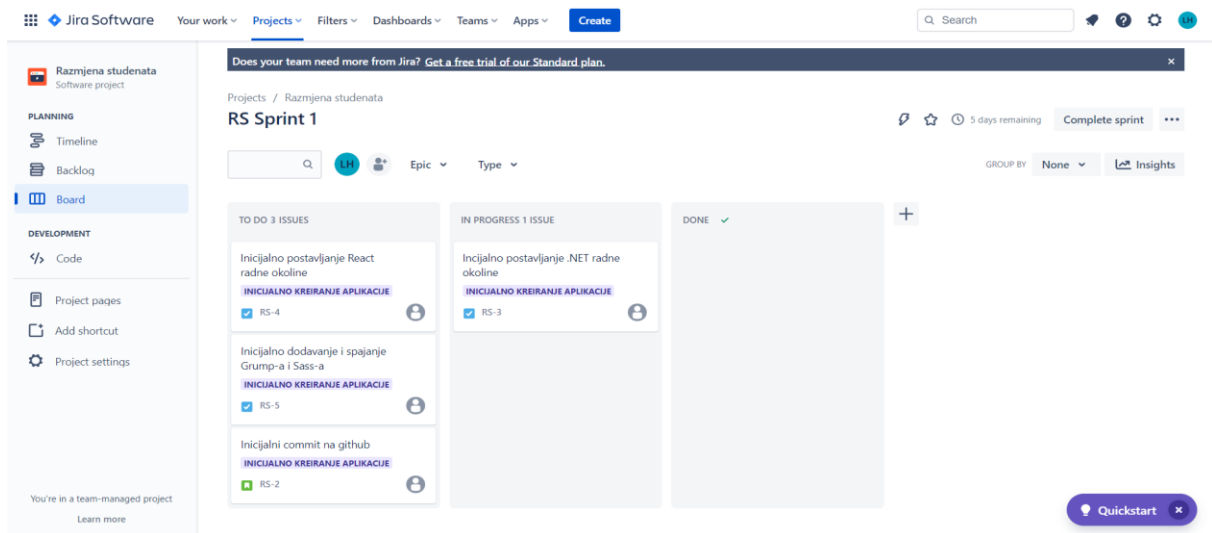 Jira Software
Your work
Projects
Filters
Dashboards
Teams
Apps
Create
Search
LH
Razmjena studenata
Software project
PLANNING
Timeline
Backlog
Board
DEVELOPMENT
Code
Project pages
Add shortcut
Project settings
You're in a team-managed project
Learn more
Does your team need more from Jira? Get a free trial of our Standard plan.
Projects / Razmjena studenata
RS Sprint 1
5 days remaining
Complete sprint
LH
Epic
Type
GROUP BY
None
Insights
TO DO 3 ISSUES
Inicijalno postavljanje React
radne okoline
INICIJALNO KREIRANJE APLIKACIJE
RS-4
Inicijalno dodavanje i spajanje
Grump-a i Sass-a
INICIJALNO KREIRANJE APLIKACIJE
RS-5
Inicijalni commit na github
INICIJALNO KREIRANJE APLIKACIJE
RS-2
IN PROGRESS 1 ISSUE
Incijalno postavljanje .NET radne
okoline
INICIJALNO KREIRANJE APLIKACIJE
RS-3
DONE
Quickstart